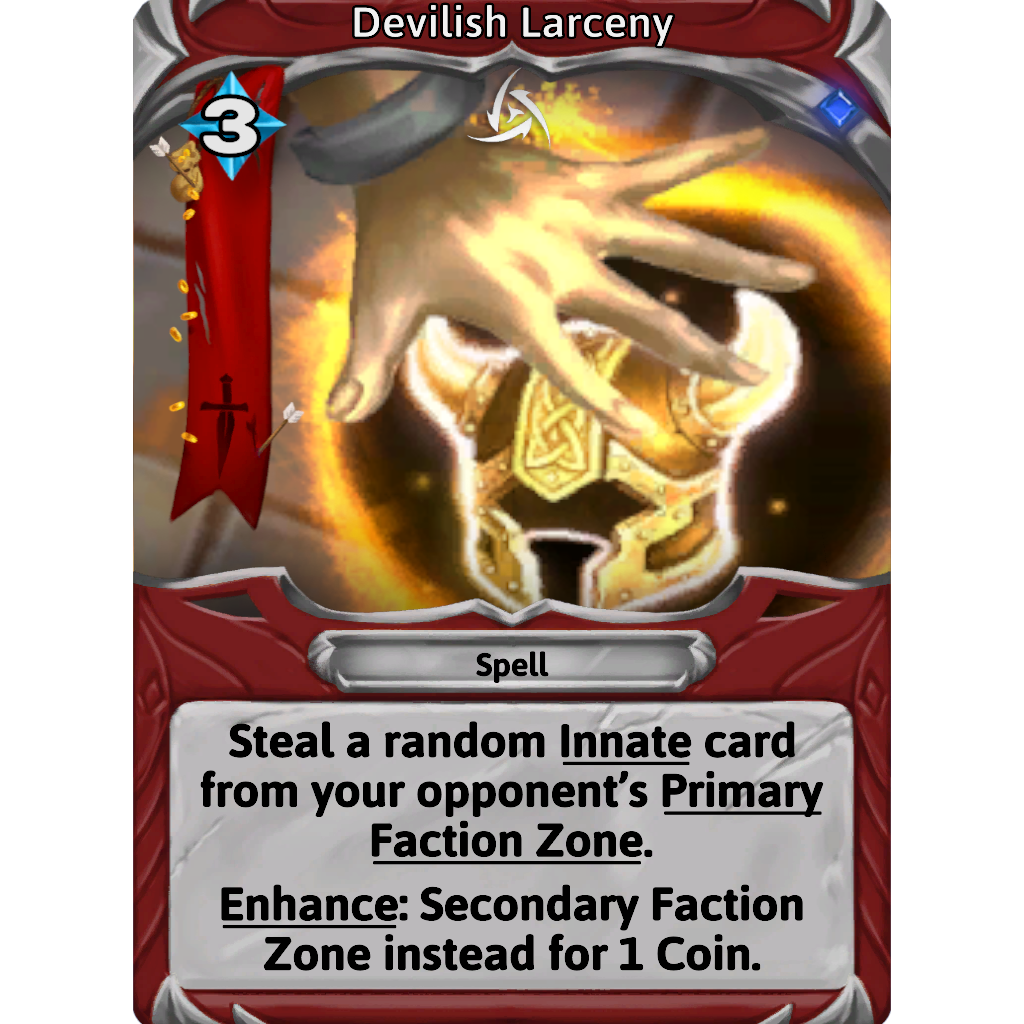 Devilish Larceny
3
Spell
Steal a random Innate card
from your opponent's Primary
Faction Zone.
Enhance: Secondary Faction
Zone instead for 1 Coin.